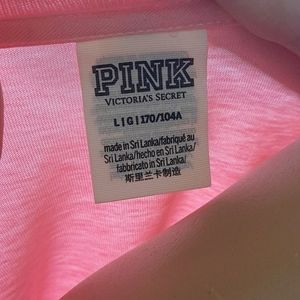 PINK
VICTORIA'S SECRET
L | G | 170/104A
made in Sri Lanka/fabriqué au
Sri Lanka/hecho en Sri Lanka/
fabbricato in Sri Lanka
斯里兰卡制造